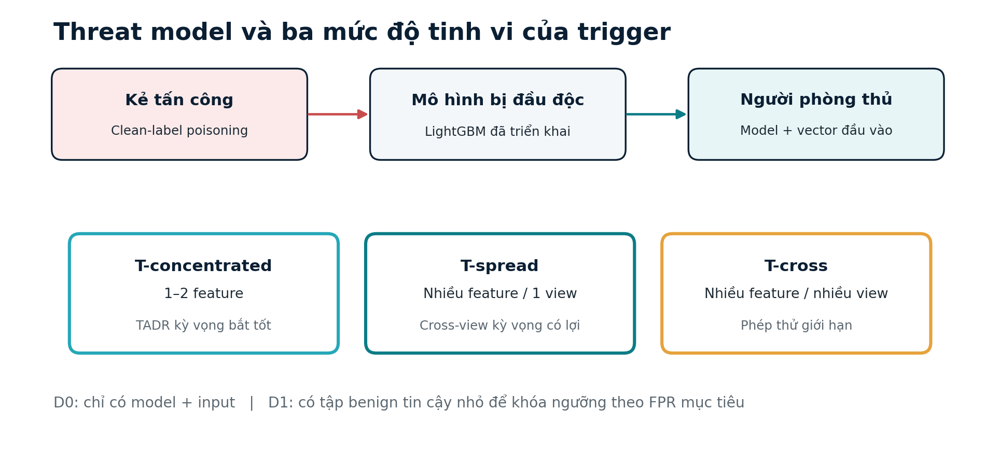 Threat model và ba mức độ tinh vi của trigger
Kẻ tấn công
Clean-label poisoning
Mô hình bị đầu độc
LightGBM đã triển khai
Người phòng thủ
Model + vector đầu vào
T-concentrated
1–2 feature
TADR kỳ vọng bắt tốt
T-spread
Nhiều feature / 1 view
Cross-view kỳ vọng có lợi
T-cross
Nhiều feature / nhiều view
Phép thử giới hạn
D0: chỉ có model + input | D1: có tập benign tin cậy nhỏ để khóa ngưỡng theo FPR mục tiêu